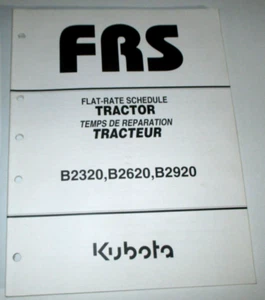 FRS
FLAT-RATE SCHEDULE
TRACTOR
TEMPS DE REPARATION
TRACTEUR
B2320,B2620,B2920
Kubota